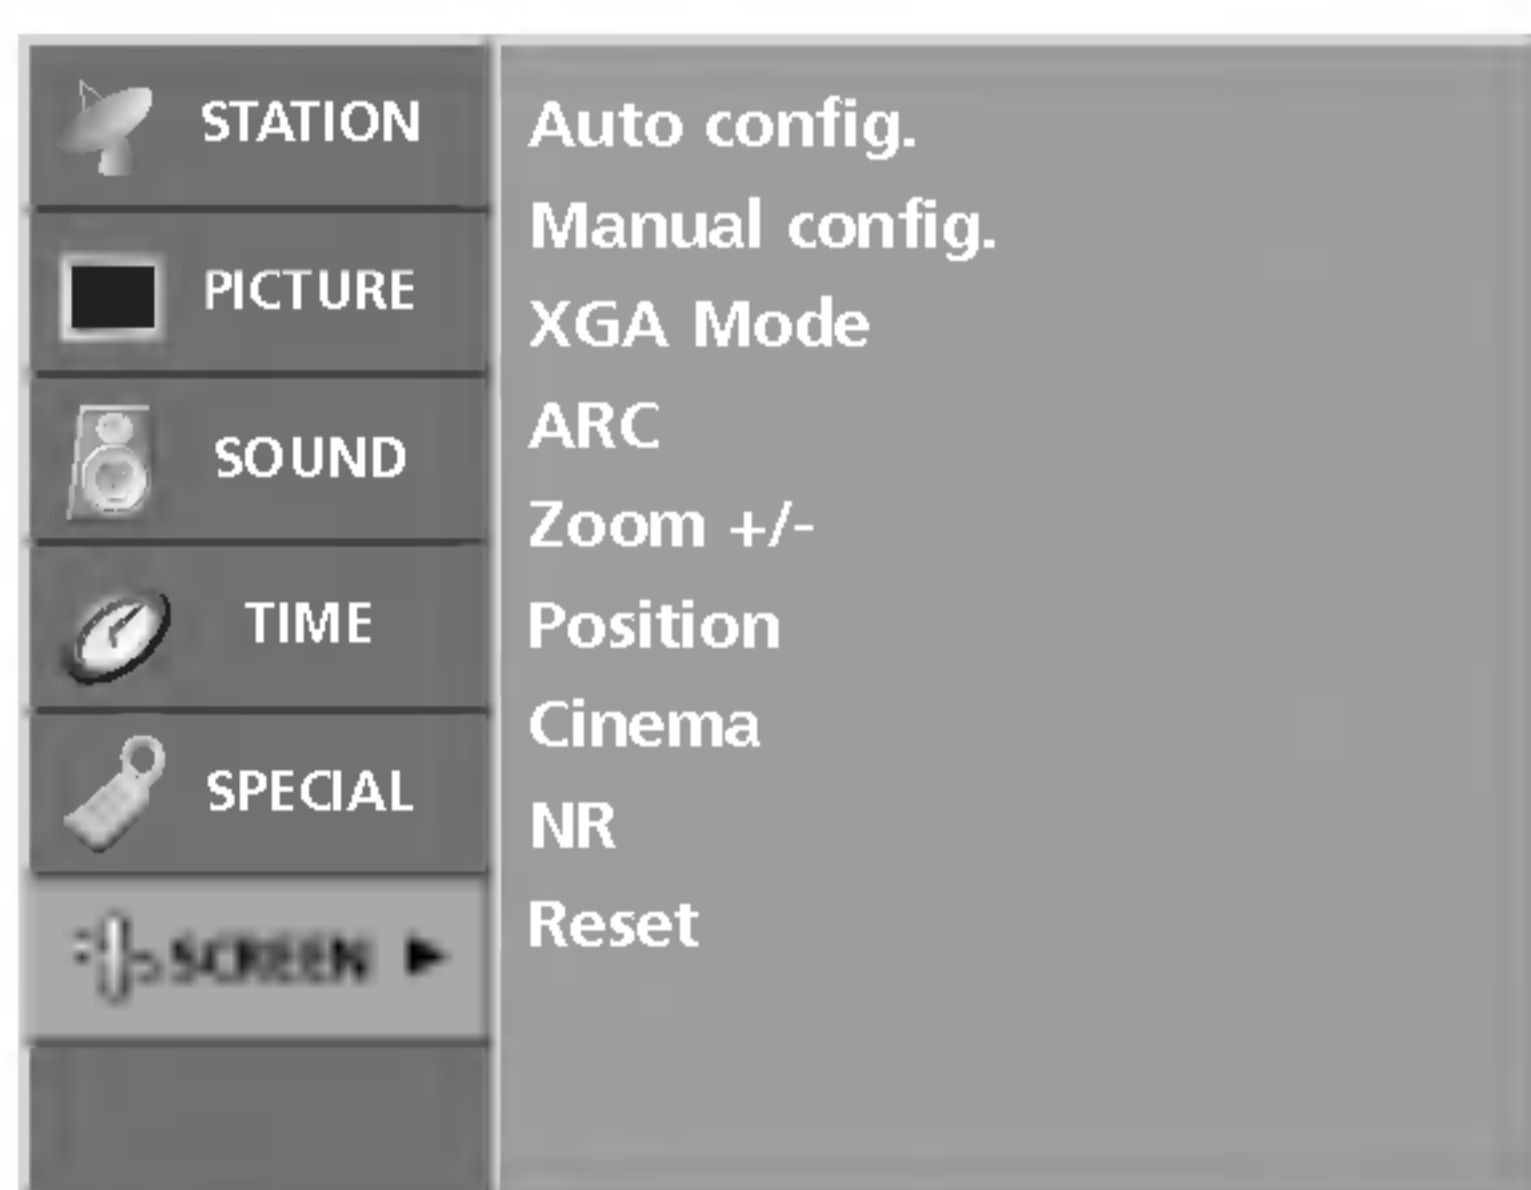 STATION
PICTURE
SOUND
TIME
SPECIAL
SCREEN
Auto config.
Manual config.
XGA Mode
ARC
Zoom +/-
Position
Cinema
NR
Reset